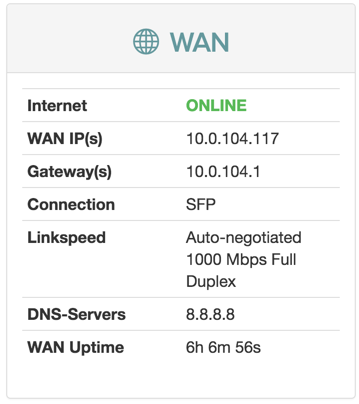 WAN
Internet ONLINE
WAN IP(s) 10.0.104.117
Gateway(s) 10.0.104.1
Connection SFP
Linkspeed Auto-negotiated
1000 Mbps Full
Duplex
DNS-Servers 8.8.8.8
WAN Uptime 6h 6m 56s